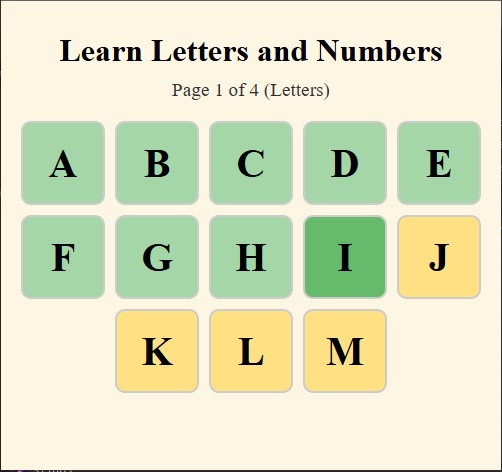 Learn Letters and Numbers
Page 1 of 4 (Letters)
A B C D E
F G H I J
K L M